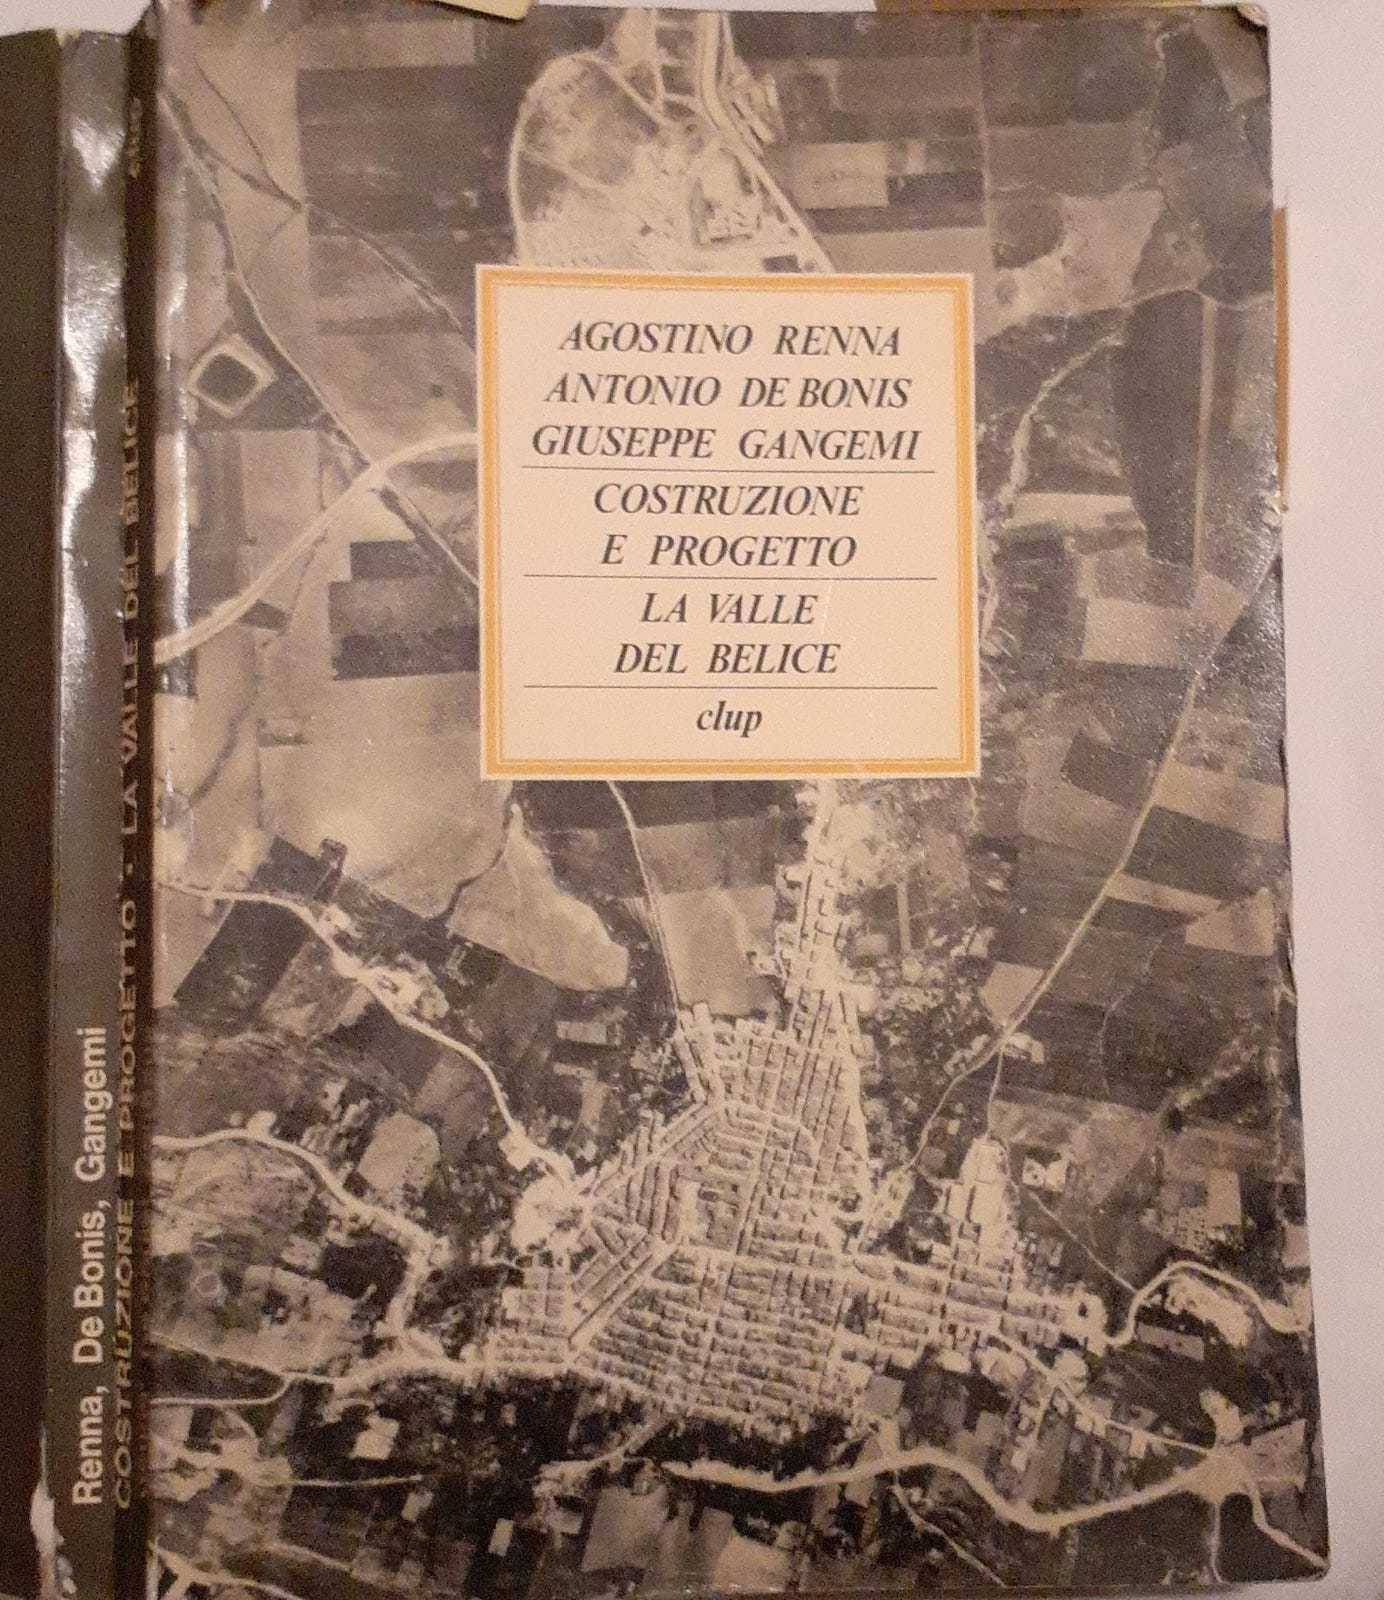 AGOSTINO RENNA
ANTONIO DE BONIS
GIUSEPPE GANGEMI
COSTRUZIONE
E PROGETTO
LA VALLE
DEL BELICE
clup
Renna, De Bonis, Gangemi
COSTRUZIONE E PROGETTO - LA VALLE DEL BELICE
clup